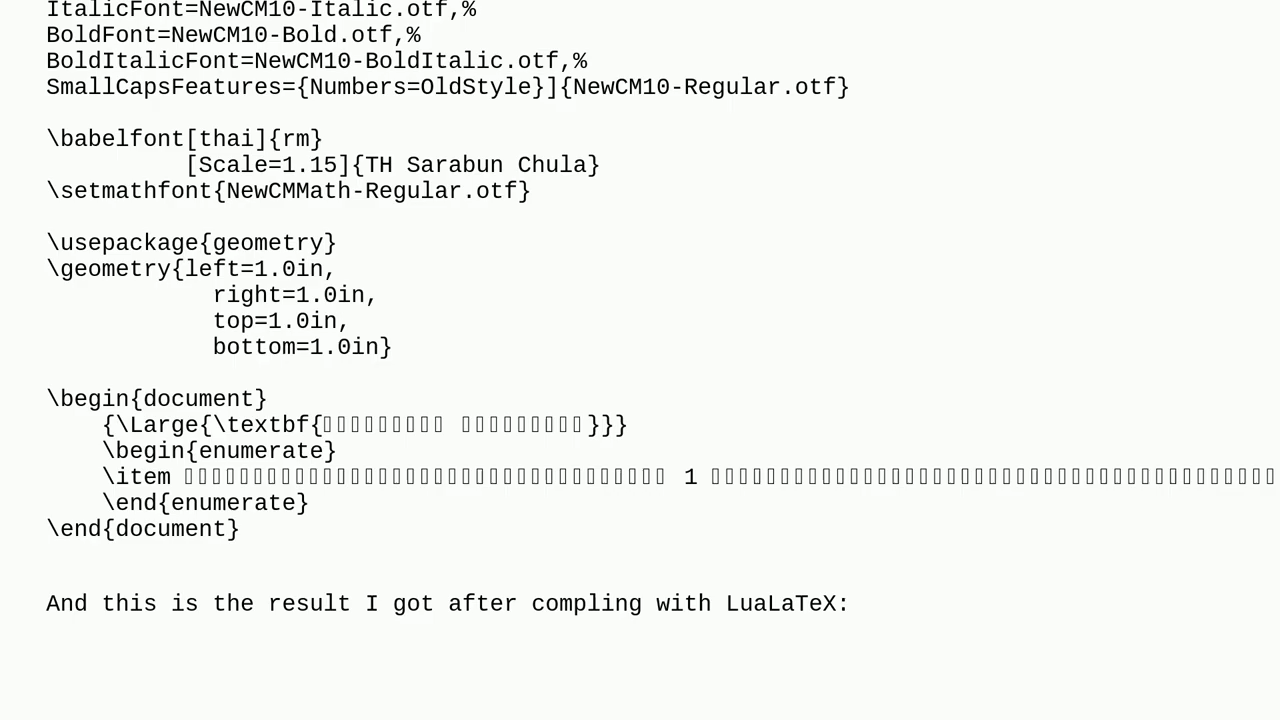 ItalicFont=NewCM10-Italic.otf,%
BoldFont=NewCM10-Bold.otf,%
BoldItalicFont=NewCM10-BoldItalic.otf,%
SmallCapsFeatures={Numbers=OldStyle}]{NewCM10-Regular.otf}
\babelfont[thai]{rm}
[Scale=1.15]{TH Sarabun Chula}
\setmathfont{NewCMMath-Regular.otf}
\usepackage{geometry}
\geometry{left=1.0in,
right=1.0in,
top=1.0in,
bottom=1.0in}
\begin{document}
{\Large{\textbf{ }}}
\begin{enumerate}
\item 1
\end{enumerate}
\end{document}
And this is the result I got after compling with LuaLaTeX: